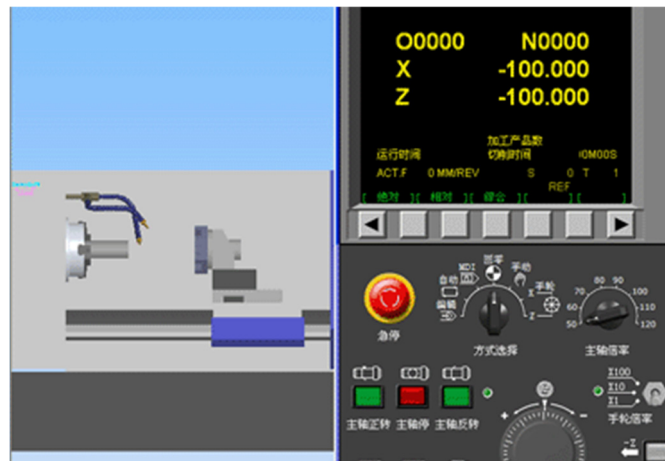 O0000 N0000
X -100.000
Z -100.000
加工产品数
运行时间 切削时间 0M00S
ACT.F 0 MM/REV S 0 T 1
REF
[ 绝对 ][ 相对 ][ 综合 ][ ][ ]
急停
编辑
自动
MDI
回零
手动
X
手轮
Z
方式选择
50
60
70
80
90
100
110
120
主轴倍率
主轴正转 主轴停 主轴反转
+ -
X100
X10
X1
手轮倍率
-Z